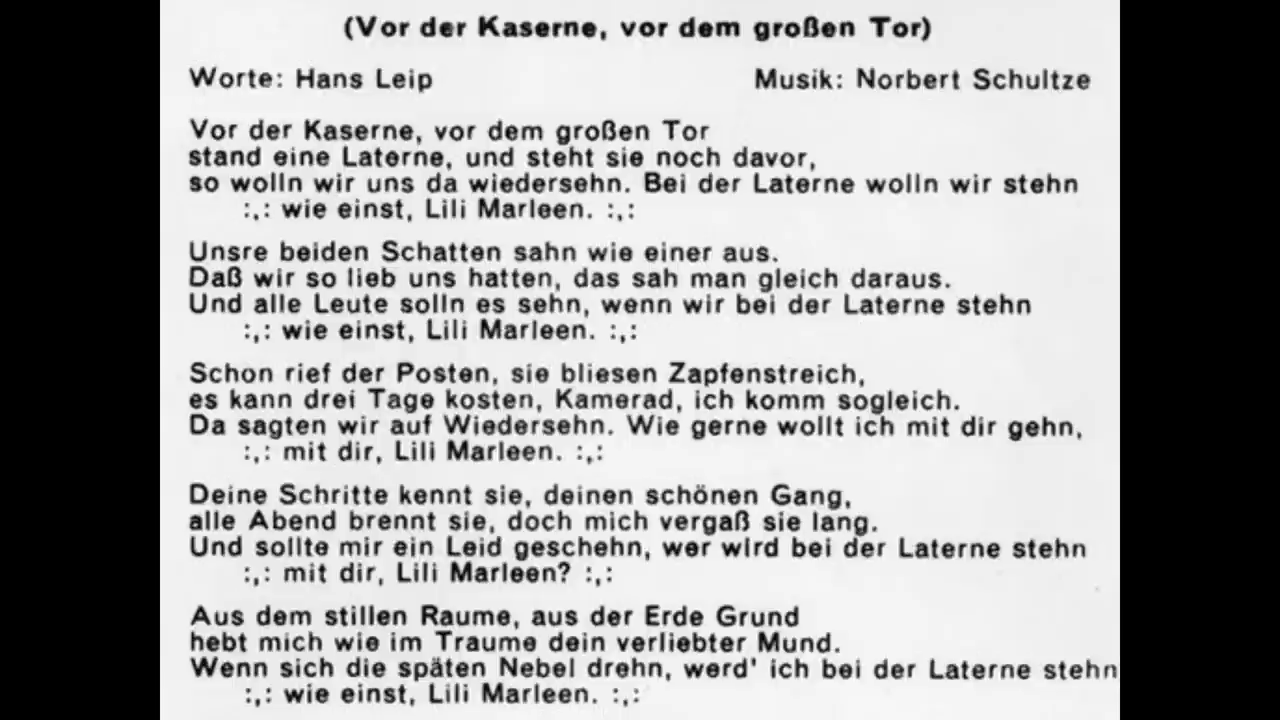 (Vor der Kaserne, vor dem großen Tor)
Worte: Hans Leip Musik: Norbert Schultze
Vor der Kaserne, vor dem großen Tor
stand eine Laterne, und steht sie noch davor,
so wolln wir uns da wiedersehn. Bei der Laterne wolln wir stehn
:,: wie einst, Lili Marleen. :,:
Unsre beiden Schatten sahn wie einer aus.
Daß wir so lieb uns hatten, das sah man gleich daraus.
Und alle Leute solln es sehn, wenn wir bei der Laterne stehn
:,: wie einst, Lili Marleen. :,:
Schon rief der Posten, sie bliesen Zapfenstreich,
es kann drei Tage kosten, Kamerad, ich komm sogleich.
Da sagten wir auf Wiedersehn. Wie gerne wollt ich mit dir gehn,
:,: mit dir, Lili Marleen. :,:
Deine Schritte kennt sie, deinen schönen Gang,
alle Abend brennt sie, doch mich vergaß sie lang.
Und sollte mir ein Leid geschehn, wer wird bei der Laterne stehn
:,: mit dir, Lili Marleen? :,:
Aus dem stillen Raume, aus der Erde Grund
hebt mich wie im Traume dein verliebter Mund.
Wenn sich die späten Nebel drehn, werd' ich bei der Laterne stehn
:,: wie einst, Lili Marleen. :,: